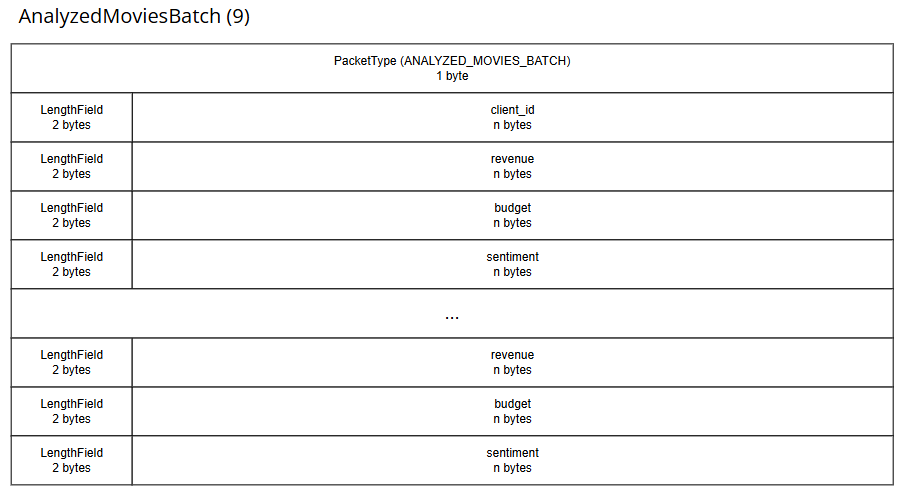 AnalyzedMoviesBatch (9)
PacketType (ANALYZED_MOVIES_BATCH)
1 byte
LengthField
2 bytes
client_id
n bytes
LengthField
2 bytes
revenue
n bytes
LengthField
2 bytes
budget
n bytes
LengthField
2 bytes
sentiment
n bytes
...
LengthField
2 bytes
revenue
n bytes
LengthField
2 bytes
budget
n bytes
LengthField
2 bytes
sentiment
n bytes